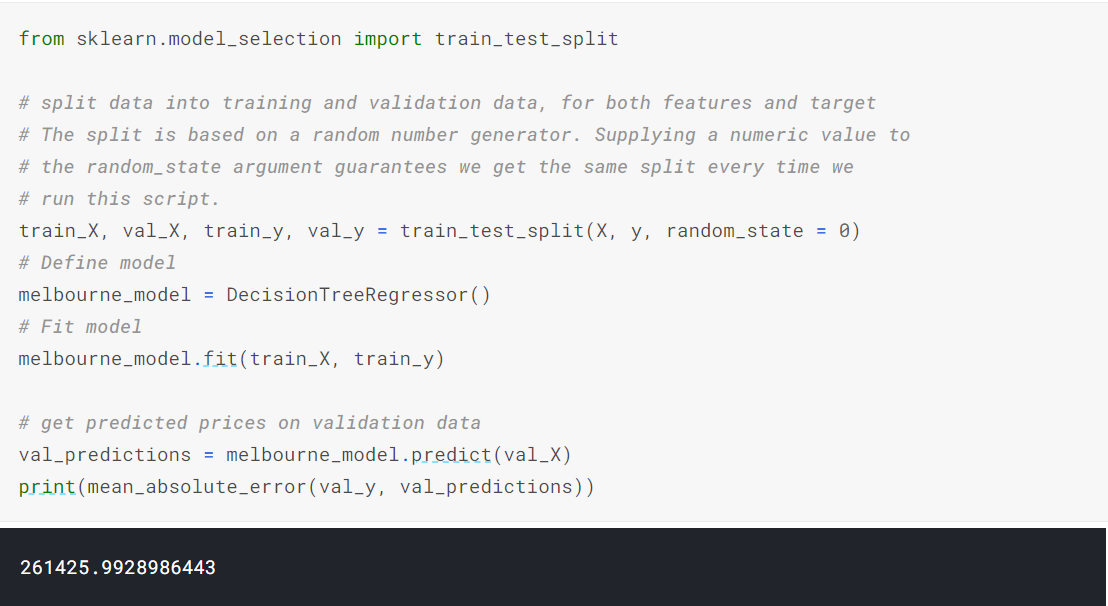 from sklearn.model_selection import train_test_split
# split data into training and validation data, for both features and target
# The split is based on a random number generator. Supplying a numeric value to
# the random_state argument guarantees we get the same split every time we
# run this script.
train_X, val_X, train_y, val_y = train_test_split(X, y, random_state = 0)
# Define model
melbourne_model = DecisionTreeRegressor()
# Fit model
melbourne_model.fit(train_X, train_y)
# get predicted prices on validation data
val_predictions = melbourne_model.predict(val_X)
print(mean_absolute_error(val_y, val_predictions))
261425.9928986443